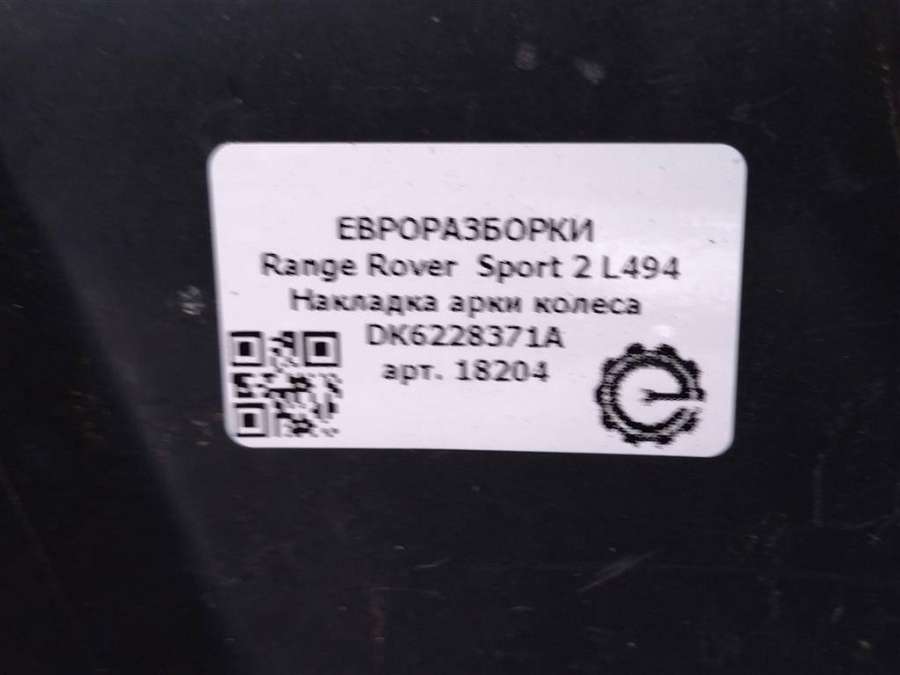 ЕВРОРАЗБОРКИ
Range Rover Sport 2 L494
Накладка арки колеса
DK6228371A
арт. 18204